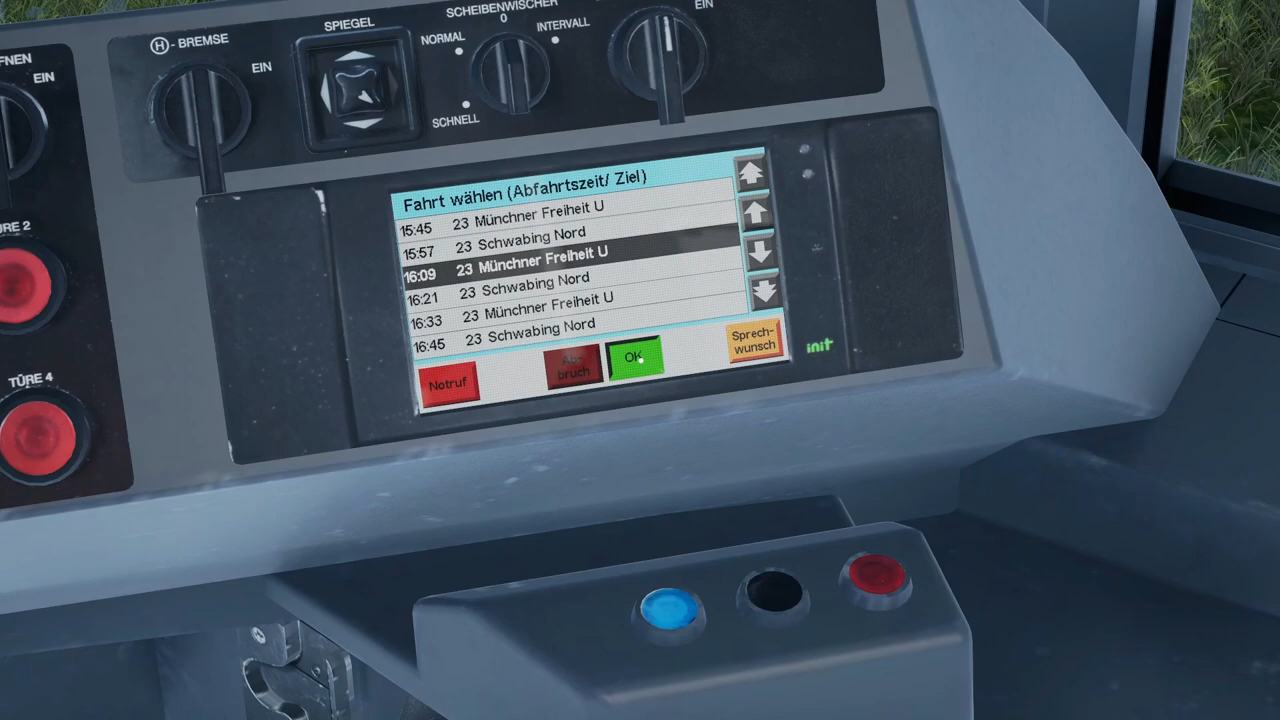 SCHEIBENWISCHER
SPIEGEL
0
EIN
H - BREMSE
NORMAL
INTERVALL
FNEN
EIN
EIN
SCHNELL
Fahrt wählen (Abfahrtszeit/ Ziel)
15:45 23 Münchner Freiheit U
15:57 23 Schwabing Nord
16:09 23 Münchner Freiheit U
16:21 23 Schwabing Nord
16:33 23 Münchner Freiheit U
16:45 23 Schwabing Nord
Notruf
Ab-
bruch
OK
Sprech-
wunsch
init
ÜRE 2
TÜRE 4